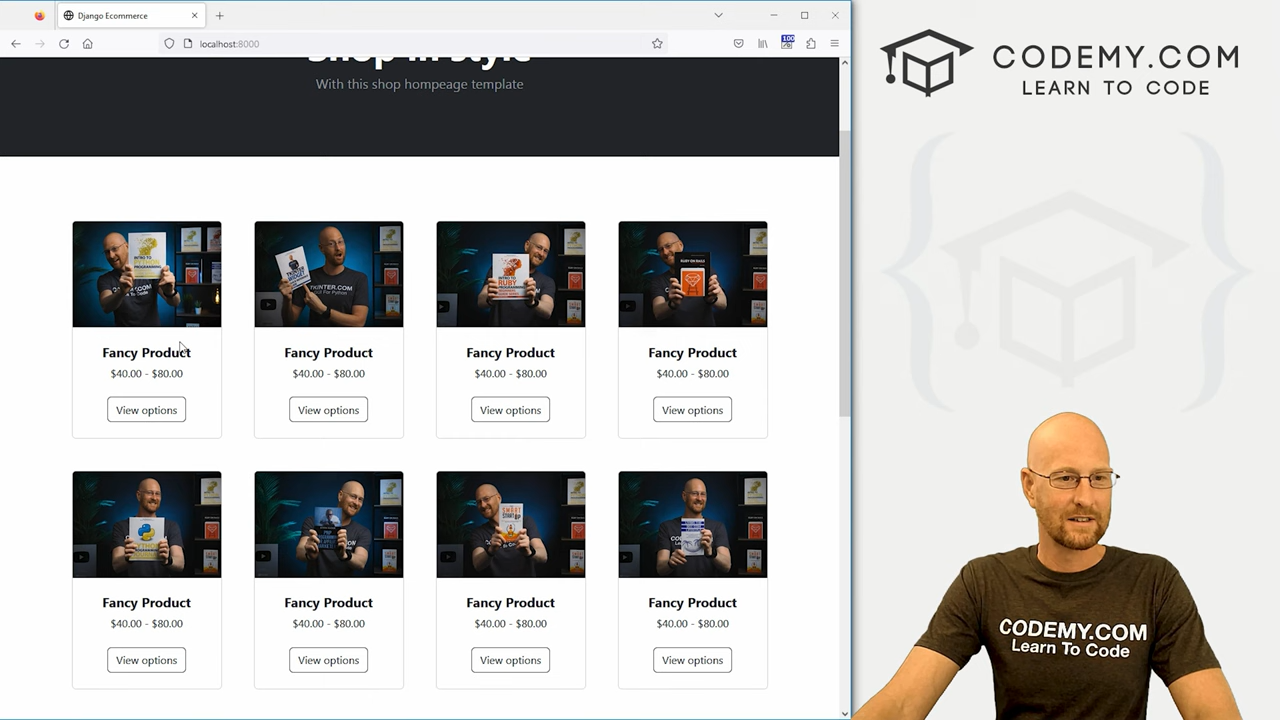 Django Ecommerce
localhost:8000
100
Shop in style
With this shop hompeage template
Fancy Product
$40.00 - $80.00
View options
Fancy Product
$40.00 - $80.00
View options
Fancy Product
$40.00 - $80.00
View options
Fancy Product
$40.00 - $80.00
View options
Fancy Product
$40.00 - $80.00
View options
Fancy Product
$40.00 - $80.00
View options
Fancy Product
$40.00 - $80.00
View options
Fancy Product
$40.00 - $80.00
View options
CODEMY.COM
LEARN TO CODE
CODEMY.COM
Learn To Code